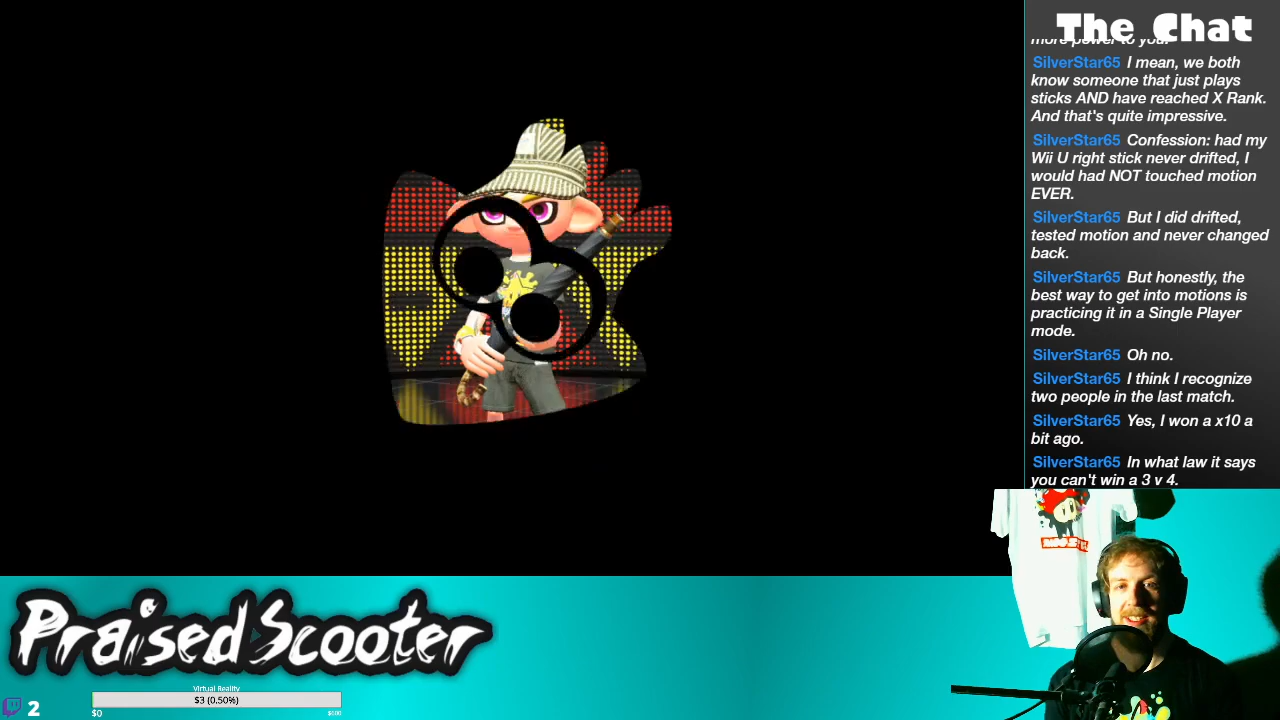 The Chat
more power to you.
SilverStar65 I mean, we both
know someone that just plays
sticks AND have reached X Rank.
And that's quite impressive.
SilverStar65 Confession: had my
Wii U right stick never drifted, I
would had NOT touched motion
EVER.
SilverStar65 But I did drifted,
tested motion and never changed
back.
SilverStar65 But honestly, the
best way to get into motions is
practicing it in a Single Player
mode.
SilverStar65 Oh no.
SilverStar65 I think I recognize
two people in the last match.
SilverStar65 Yes, I won a x10 a
bit ago.
SilverStar65 In what law it says
you can't win a 3 v 4.
PraisedScooter
Virtual Reality
$3 (0.50%)
2
$0